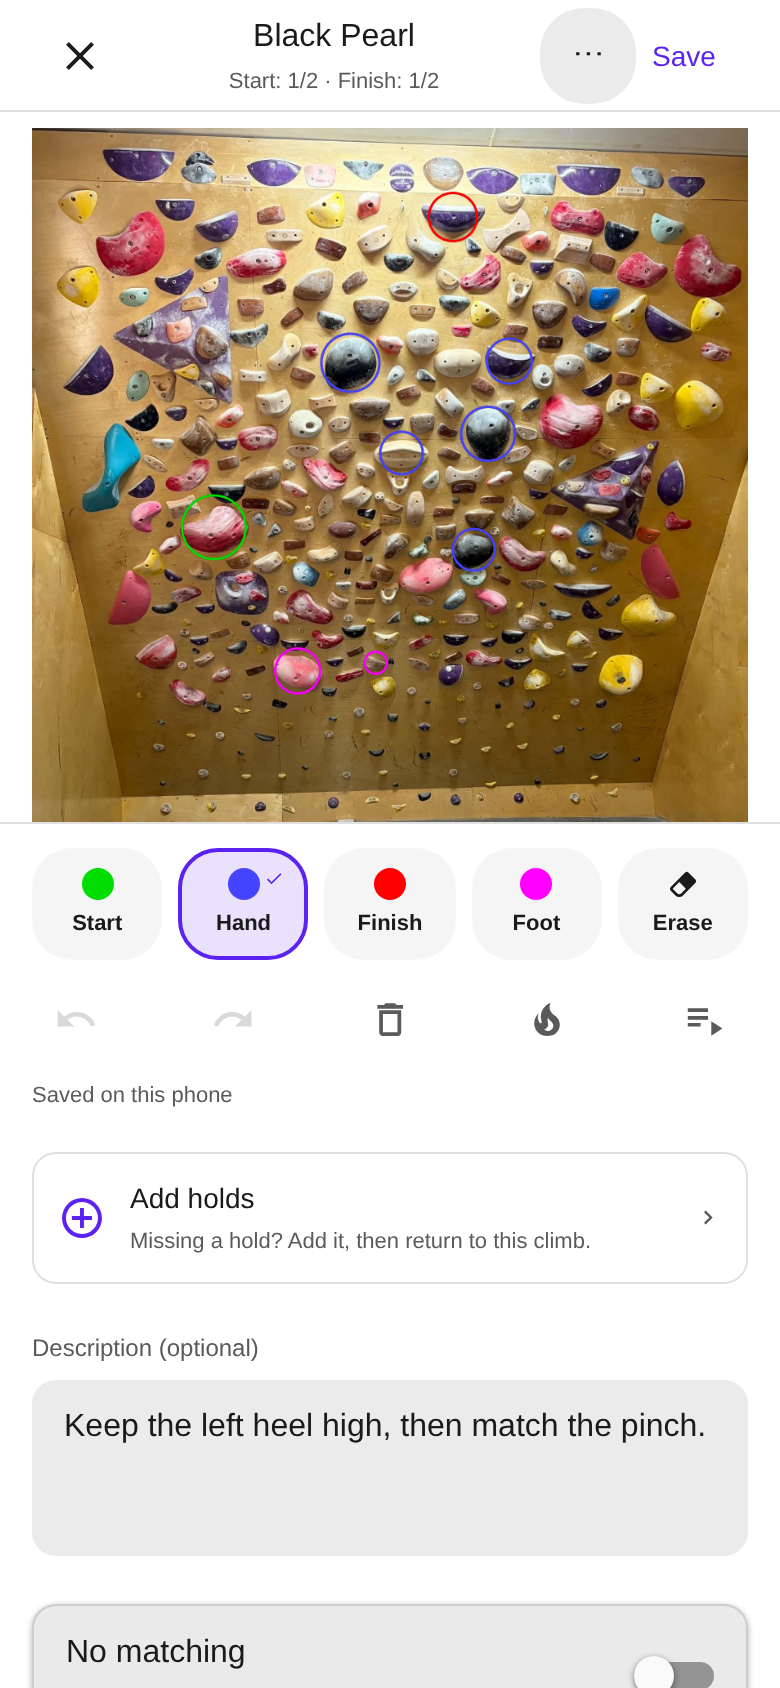 Black Pearl
Start: 1/2 · Finish: 1/2
...
Save
Start
Hand
Finish
Foot
Erase
Saved on this phone
Add holds
Missing a hold? Add it, then return to this climb.
Description (optional)
Keep the left heel high, then match the pinch.
No matching